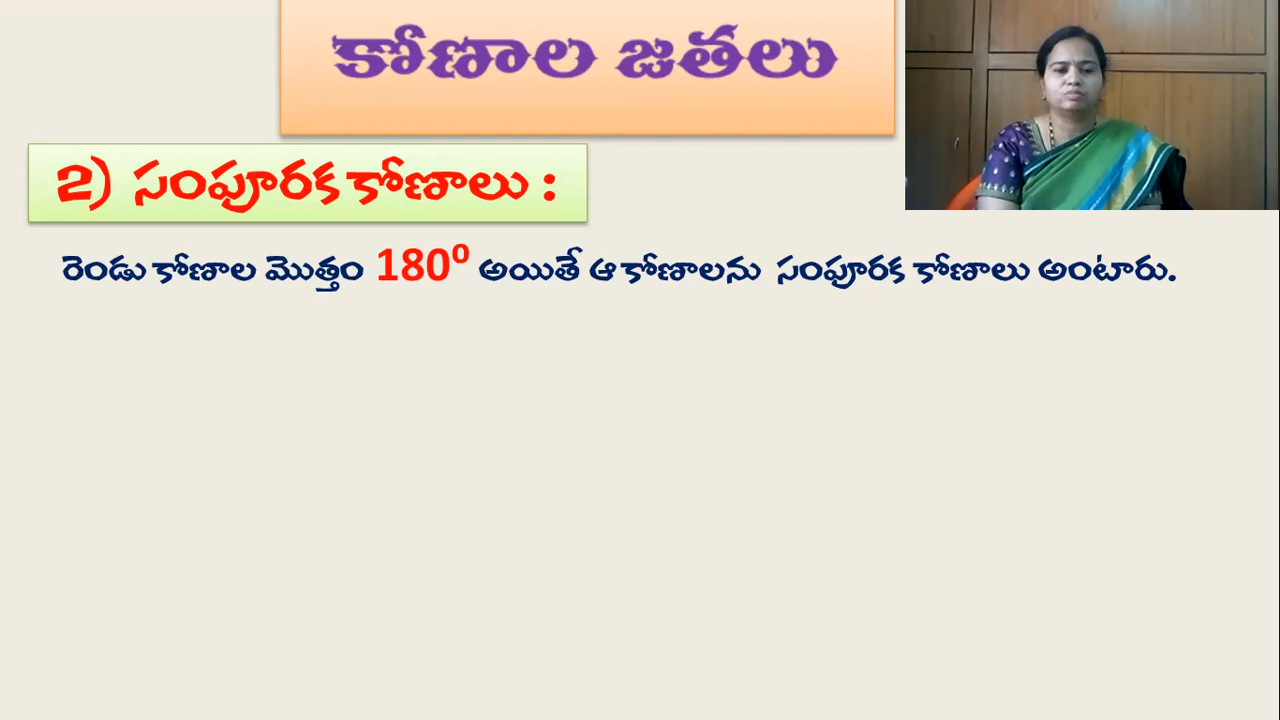 కోణాల జతలు
2) సంపూరక కోణాలు :
రెండు కోణాల మొత్తం 180⁰ అయితే ఆ కోణాలను సంపూరక కోణాలు అంటారు.